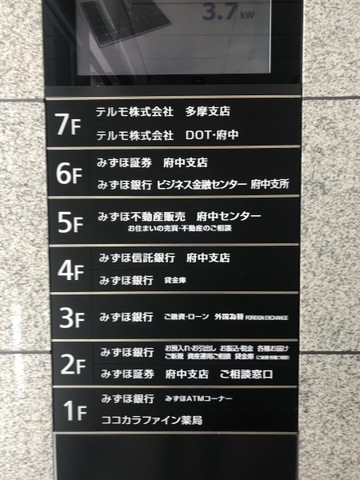 3.7 kW
7F
テルモ株式会社 多摩支店
テルモ株式会社 DOT・府中
6F
みずほ証券 府中支店
みずほ銀行 ビジネス金融センター 府中支所
5F
みずほ不動産販売 府中センター
お住まいの売買・不動産のご相談
4F
みずほ信託銀行 府中支店
みずほ銀行 貸金庫
3F
みずほ銀行 ご融資・ローン 外国為替 FOREIGN EXCHANGE
2F
みずほ銀行 お預入れ・お引出し お振込・税金 各種お届け
ご新規 資産運用ご相談 貸金庫
みずほ証券 府中支店 ご相談窓口
1F
みずほ銀行 みずほATMコーナー
ココカラファイン薬局